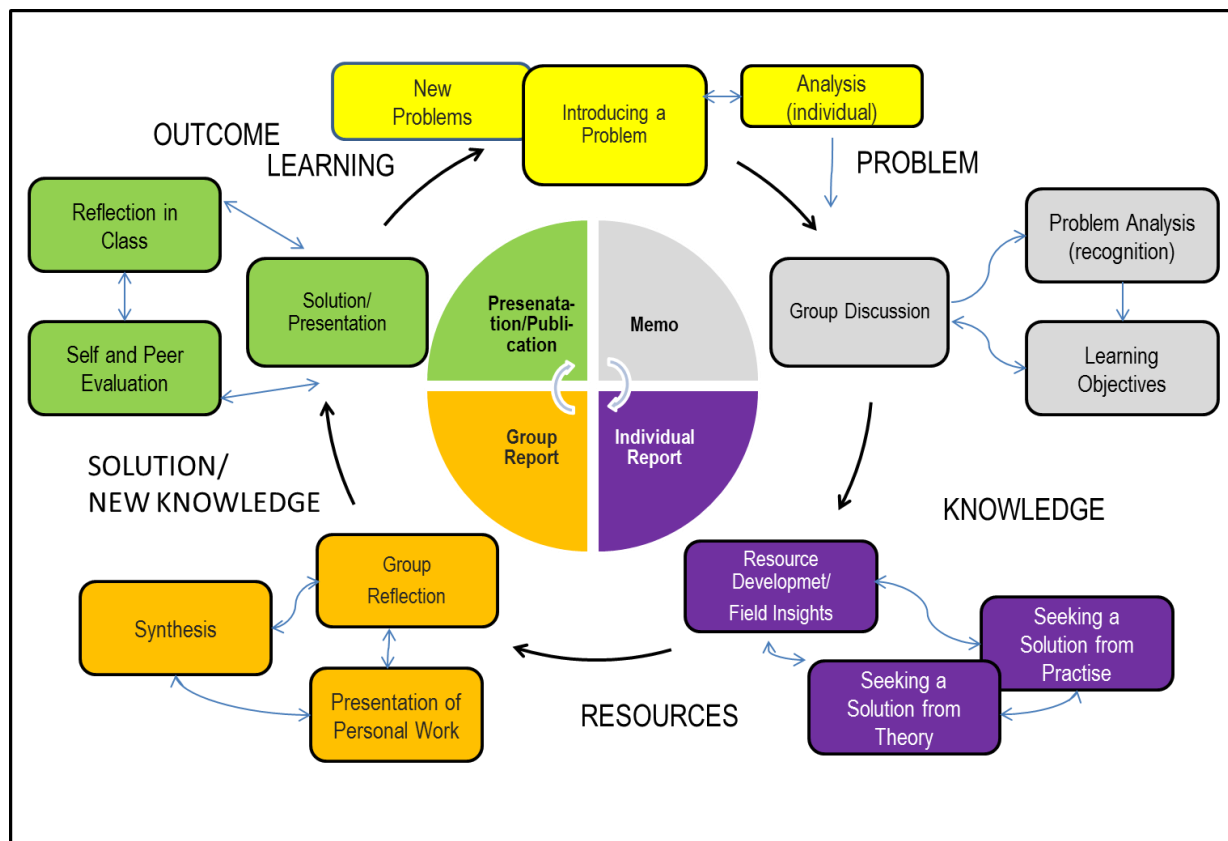 New
Problems
Introducing a
Problem
Analysis
(individual)
OUTCOME
LEARNING
PROBLEM
Reflection in
Class
Solution/
Presentation
Self and Peer
Evaluation
Presenata-
tion/Publi-
cation
Memo
Group
Report
Individual
Report
Group Discussion
Problem Analysis
(recognition)
Learning
Objectives
SOLUTION/
NEW KNOWLEDGE
KNOWLEDGE
Group
Reflection
Synthesis
Presentation of
Personal Work
RESOURCES
Resource
Developmet/
Field Insights
Seeking a
Solution from
Practise
Seeking a
Solution from
Theory